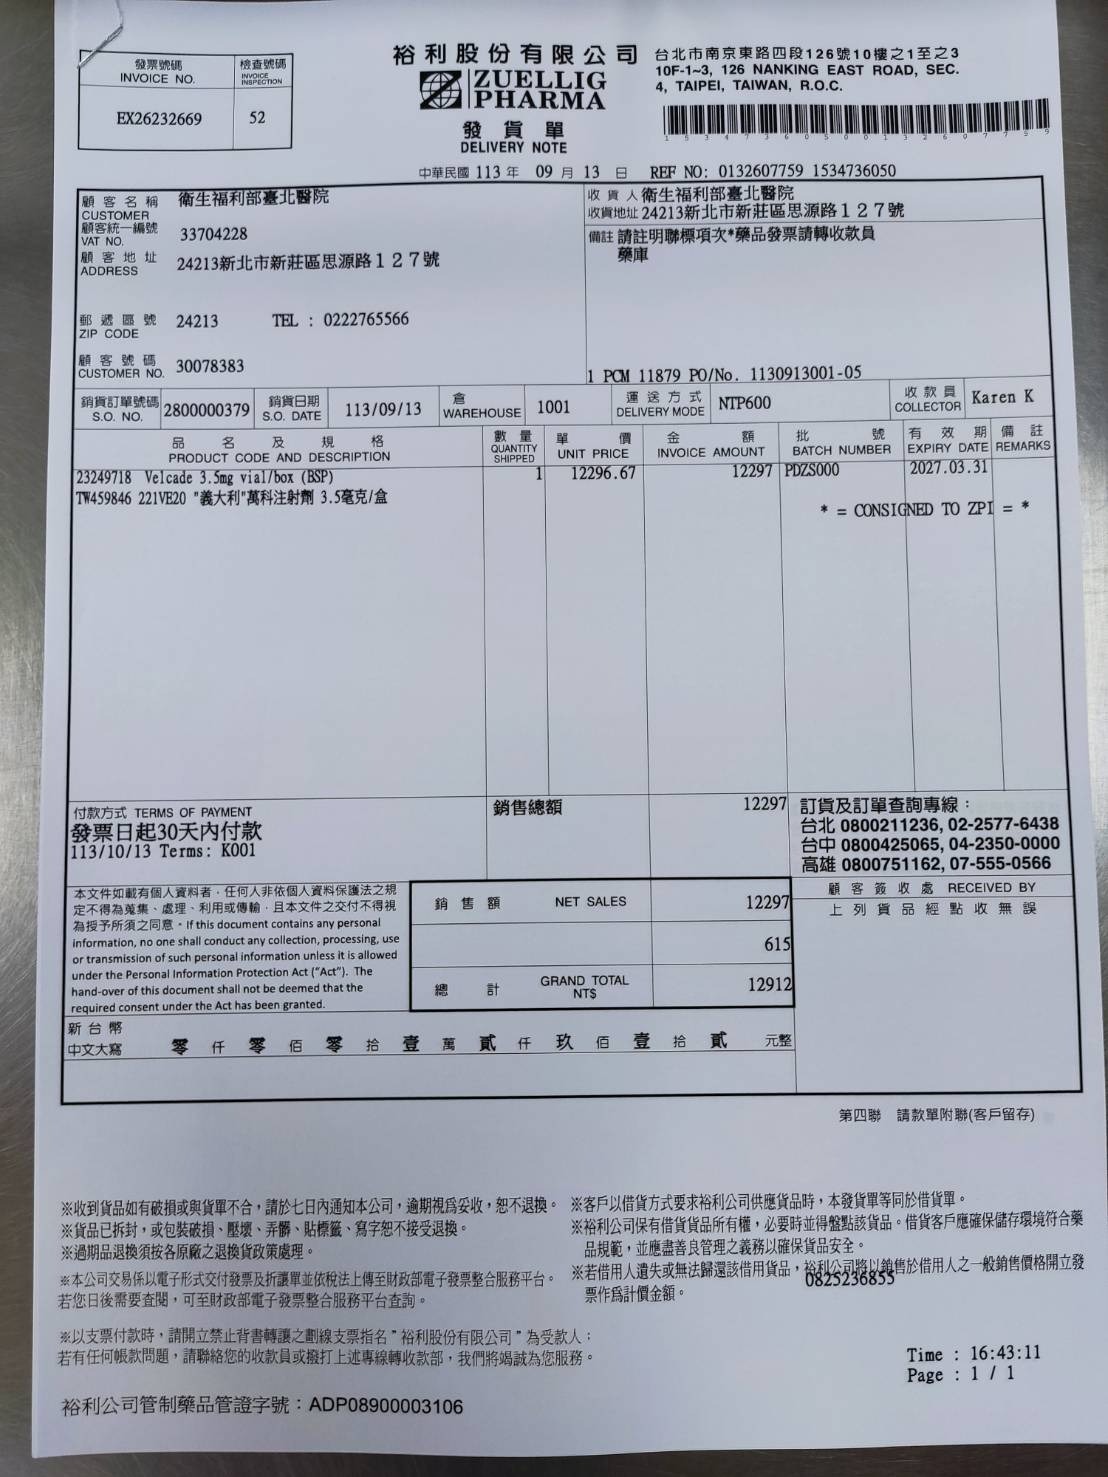 發票號碼
INVOICE NO.
檢查號碼
INVOICE
INSPECTION
EX26232669
52
裕利股份有限公司
ZUELLIG
PHARMA
發貨單
DELIVERY NOTE
台北市南京東路四段126號10樓之1至之3
10F-1~3, 126 NANKING EAST ROAD, SEC.
4, TAIPEI, TAIWAN, R.O.C.
中華民國 113 年 09 月 13 日 REF NO: 0132607759 1534736050
顧客名稱 衛生福利部臺北醫院
CUSTOMER
顧客統一編號
VAT NO. 33704228
顧客地址
ADDRESS 24213新北市新莊區思源路127號
郵遞區號
ZIP CODE 24213 TEL : 0222765566
顧客號碼
CUSTOMER NO. 30078383
收貨人 衛生福利部臺北醫院
收貨地址 24213新北市新莊區思源路127號
備註 請註明聯標項次*藥品發票請轉收款員
藥庫
1 PCM 11879 PO/No. 1130913001-05
銷貨訂單號碼
S.O. NO. 2800000379
銷貨日期
S.O. DATE 113/09/13
倉
WAREHOUSE 1001
運送方式
DELIVERY MODE NTP600
收款員
COLLECTOR Karen K
品名及規格
PRODUCT CODE AND DESCRIPTION
數量
QUANTITY
SHIPPED
單價
UNIT PRICE
金額
INVOICE AMOUNT
批號
BATCH NUMBER
有效期
EXPIRY DATE
備註
REMARKS
23249718 Velcade 3.5mg vial/box (BSP) 1 12296.67 12297 PDZS000 2027.03.31
TW459846 221VE20 "義大利"萬科注射劑 3.5毫克/盒
* = CONSIGNED TO ZPI = *
付款方式 TERMS OF PAYMENT
發票日起30天內付款
113/10/13 Terms: K001
銷售總額 12297
訂貨及訂單查詢專線：
台北 0800211236, 02-2577-6438
台中 0800425065, 04-2350-0000
高雄 0800751162, 07-555-0566
本文件如載有個人資料者，任何人非依個人資料保護法之規
定不得為蒐集、處理、利用或傳輸，且本文件之交付不得視
為授予所須之同意。If this document contains any personal
information, no one shall conduct any collection, processing, use
or transmission of such personal information unless it is allowed
under the Personal Information Protection Act ("Act"). The
hand-over of this document shall not be deemed that the
required consent under the Act has been granted.
銷售額 NET SALES 12297
615
總計 GRAND TOTAL
NT$ 12912
顧客簽收處 RECEIVED BY
上列貨品經點收無誤
新台幣
中文大寫 零 仟 零 佰 零 拾 壹 萬 貳 仟 玖 佰 壹 拾 貳 元整
第四聯 請款單附聯(客戶留存)
※收到貨品如有破損或與貨單不合，請於七日內通知本公司，逾期視為妥收，恕不退換。
※貨品已拆封，或包裝破損、壓壞、弄髒、貼標籤、寫字恕不接受退換。
※過期品退換須按各原廠之退換貨政策處理。
※本公司交易係以電子形式交付發票及折讓單並依稅法上傳至財政部電子發票整合服務平台。
若您日後需要查閱，可至財政部電子發票整合服務平台查詢。
※以支票付款時，請開立禁止背書轉讓之劃線支票指名"裕利股份有限公司"為受款人；
若有任何帳款問題，請聯絡您的收款員或撥打上述專線轉收款部，我們將竭誠為您服務。
※客戶以借貨方式要求裕利公司供應貨品時，本發貨單等同於借貨單。
※裕利公司保有借貨貨品所有權，必要時並得盤點該貨品。借貨客戶應確保儲存環境符合藥
品規範，並應盡善良管理之義務以確保貨品安全。
※若借用人遺失或無法歸還該借用貨品，裕利公司將以銷售於借用人之一般銷售價格開立發
票作爲計價金額。
0825236855
Time : 16:43:11
Page : 1 / 1
裕利公司管制藥品管證字號：ADP08900003106